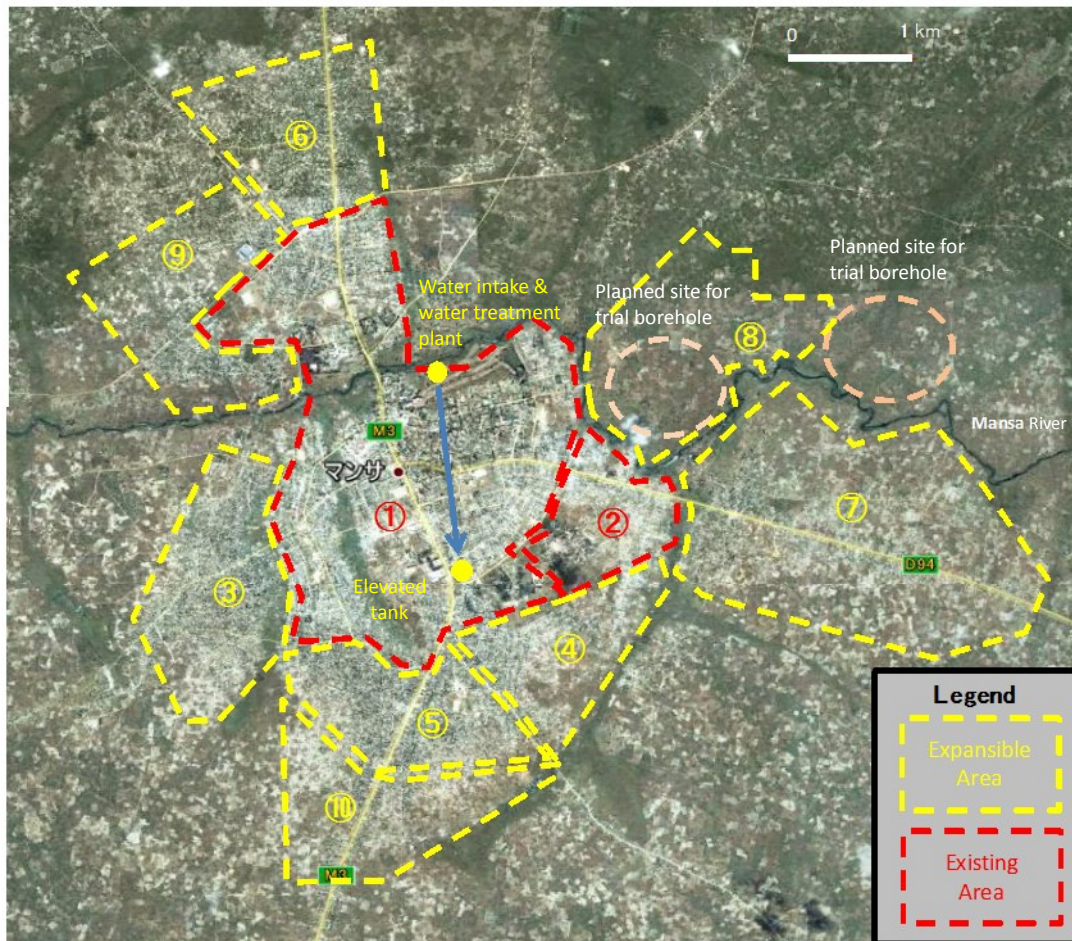 0 1 km
⑥
⑨
Planned site for
trial borehole
Water intake &
water treatment
plant
Planned site for
trial borehole
⑧
Mansa River
M3
マンサ
①
②
⑦
D94
Elevated
tank
③
④
⑤
⑩
M3
Legend
Expansible
Area
Existing
Area